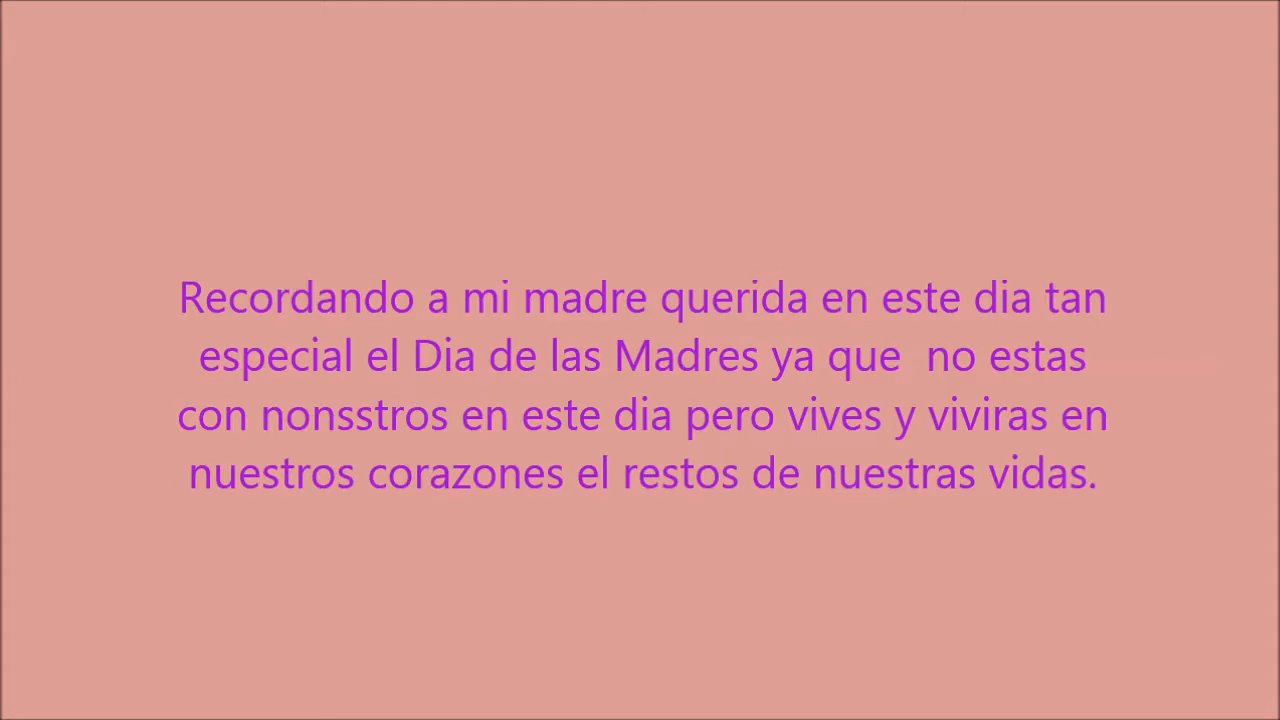 Recordando a mi madre querida en este dia tan
especial el Dia de las Madres ya que  no estas
con nonsstros en este dia pero vives y viviras en
nuestros corazones el restos de nuestras vidas.